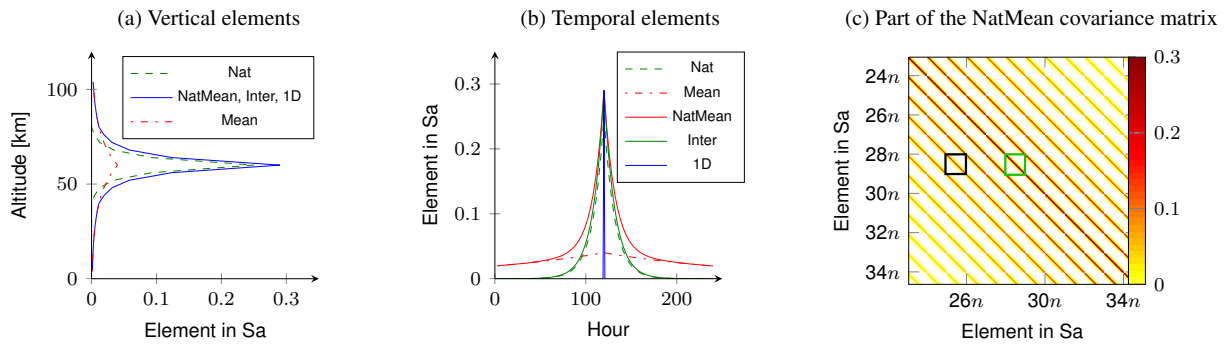 (a) Vertical elements
100
50
0
0
0.1
0.2
0.3
Altitude [km]
Element in Sa
Nat
NatMean, Inter, 1D
Mean
(b) Temporal elements
0.3
0.2
0.1
0
0
100
200
Element in Sa
Hour
Nat
Mean
NatMean
Inter
1D
(c) Part of the NatMean covariance matrix
24n
26n
28n
30n
32n
34n
26n
30n
34n
Element in Sa
Element in Sa
0.3
0.2
0.1
0